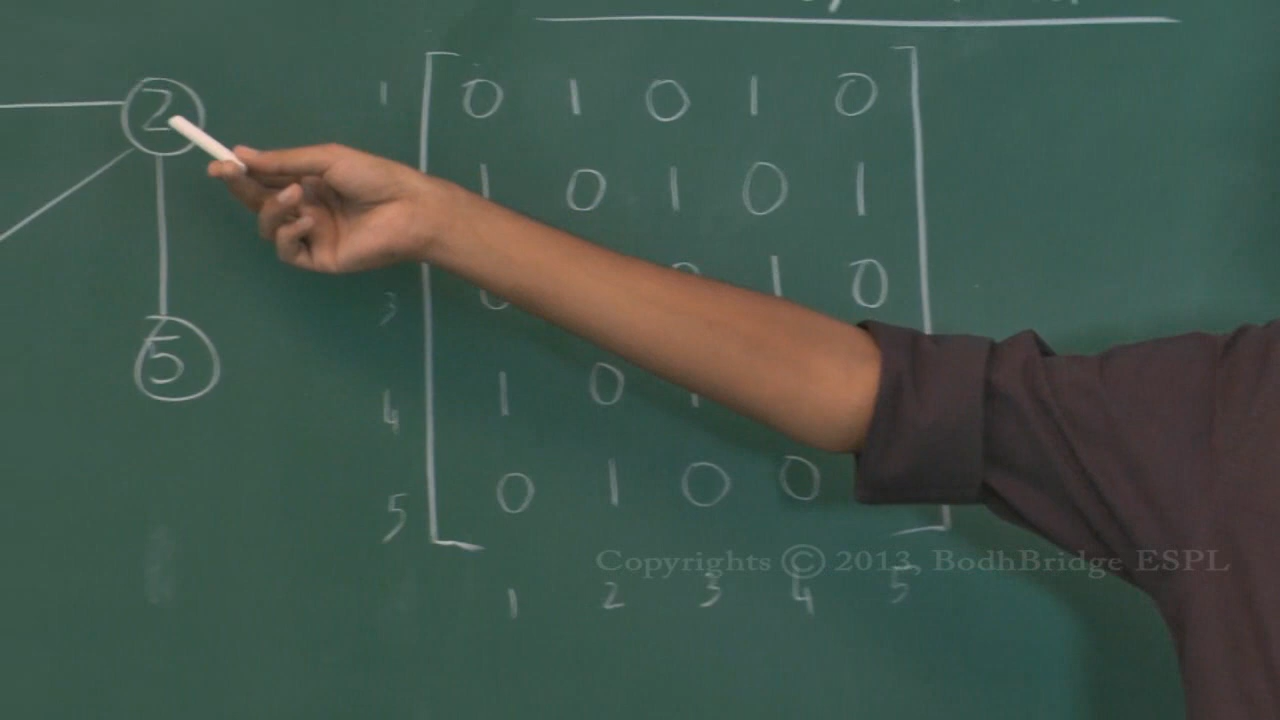 2
5
1 0 1 0 1 0
1 0 1 0 1
3 1 0
4 1 0
5 0 1 0 0
Copyrights © 2013, BodhBridge ESPL
1 2 3 4 5